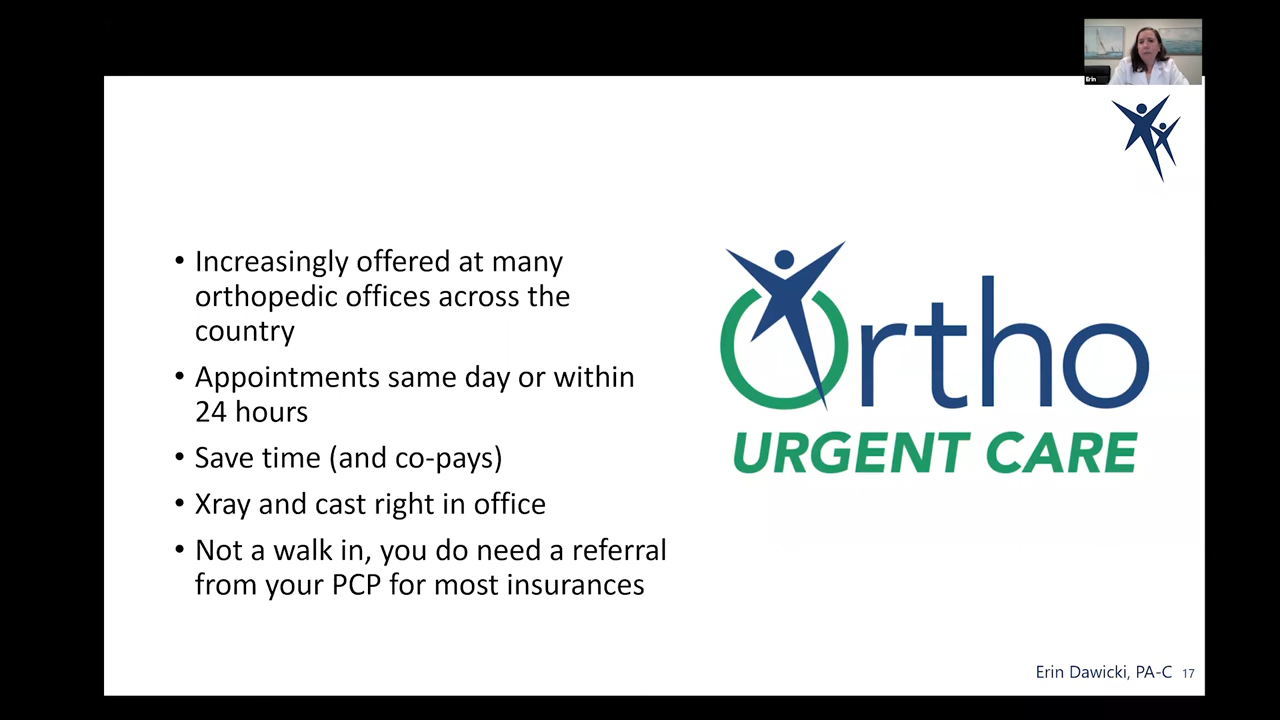 Erin
• Increasingly offered at many
orthopedic offices across the
country
• Appointments same day or within
24 hours
• Save time (and co-pays)
• Xray and cast right in office
• Not a walk in, you do need a referral
from your PCP for most insurances
Ortho
URGENT CARE
Erin Dawicki, PA-C 17